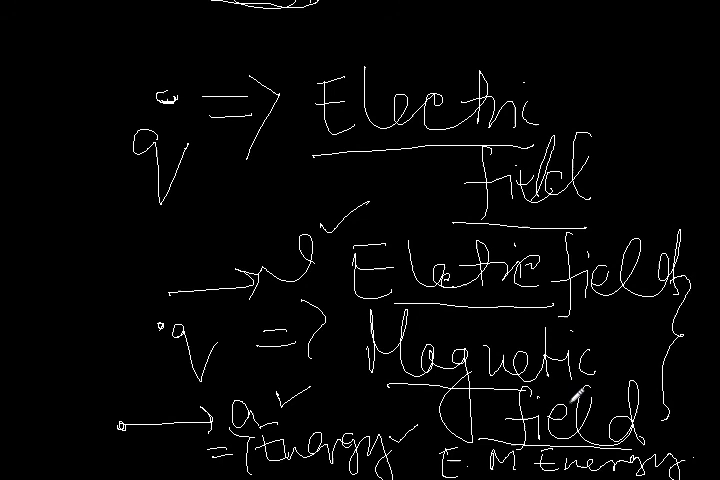 q => Electric
field
v ✓ Electric field
q => Magnetic
a ✓ field
=> Energy ✓ E. M Energy.